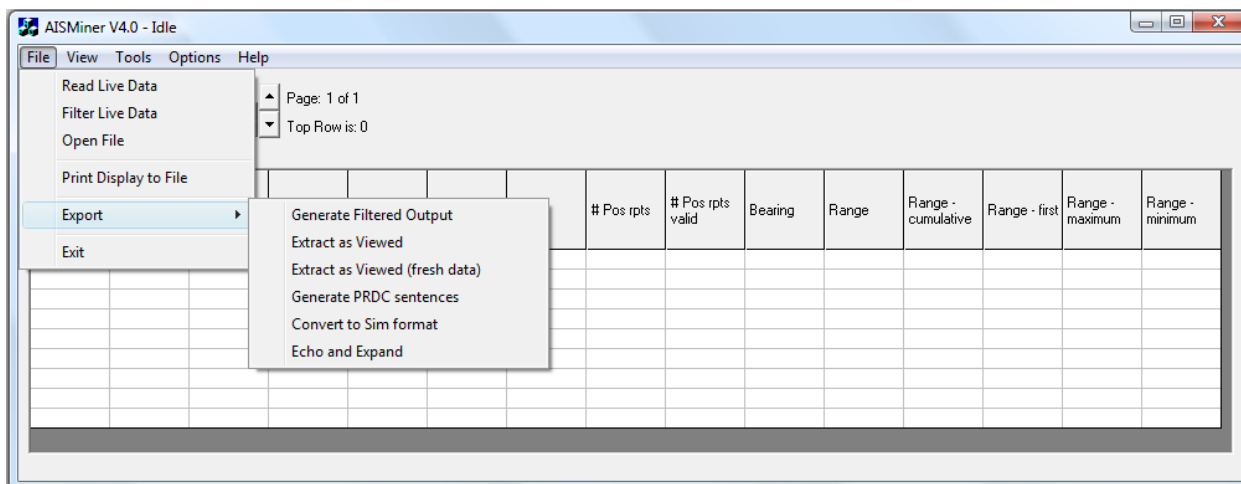 AISMiner V4.0 - Idle
File View Tools Options Help
Read Live Data
Filter Live Data
Open File
Print Display to File
Export
Exit
Page: 1 of 1
Top Row is: 0
Generate Filtered Output
Extract as Viewed
Extract as Viewed (fresh data)
Generate PRDC sentences
Convert to Sim format
Echo and Expand
# Pos rpts
# Pos rpts
valid
Bearing
Range
Range -
cumulative
Range - first
Range -
maximum
Range -
minimum